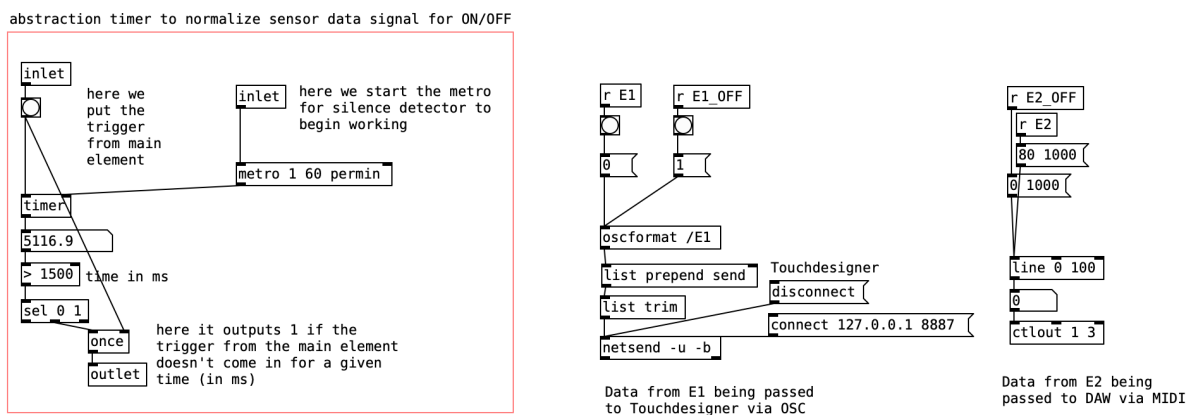 abstraction timer to normalize sensor data signal for ON/OFF
inlet
here we
put the
trigger
from main
element
inlet
here we start the metro
for silence detector to
begin working
metro 1 60 permin
timer
5116.9
> 1500
time in ms
sel 0 1
once
outlet
here it outputs 1 if the
trigger from the main element
doesn't come in for a given
time (in ms)
r E1
r E1_OFF
0
1
oscformat /E1
list prepend send
list trim
Touchdesigner
disconnect
connect 127.0.0.1 8887
netsend -u -b
Data from E1 being passed
to Touchdesigner via OSC
r E2_OFF
r E2
80 1000
0 1000
line 0 100
0
ctlout 1 3
Data from E2 being
passed to DAW via MIDI